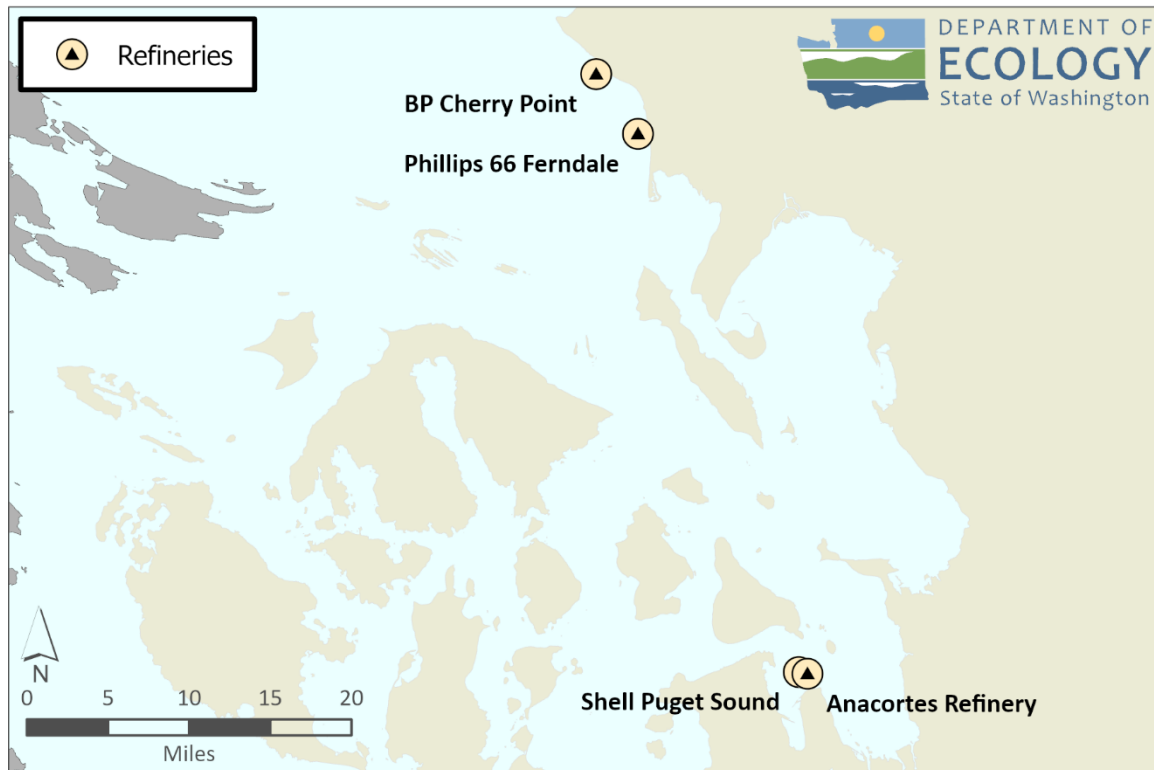 Refineries
DEPARTMENT OF
ECOLOGY
State of Washington
BP Cherry Point
Phillips 66 Ferndale
Shell Puget Sound
Anacortes Refinery
N
0 5 10 15 20
Miles